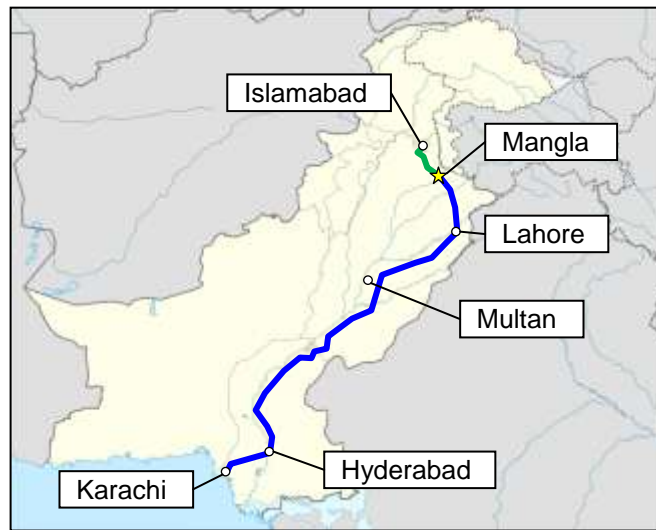 Islamabad
Mangla
Lahore
Multan
Hyderabad
Karachi